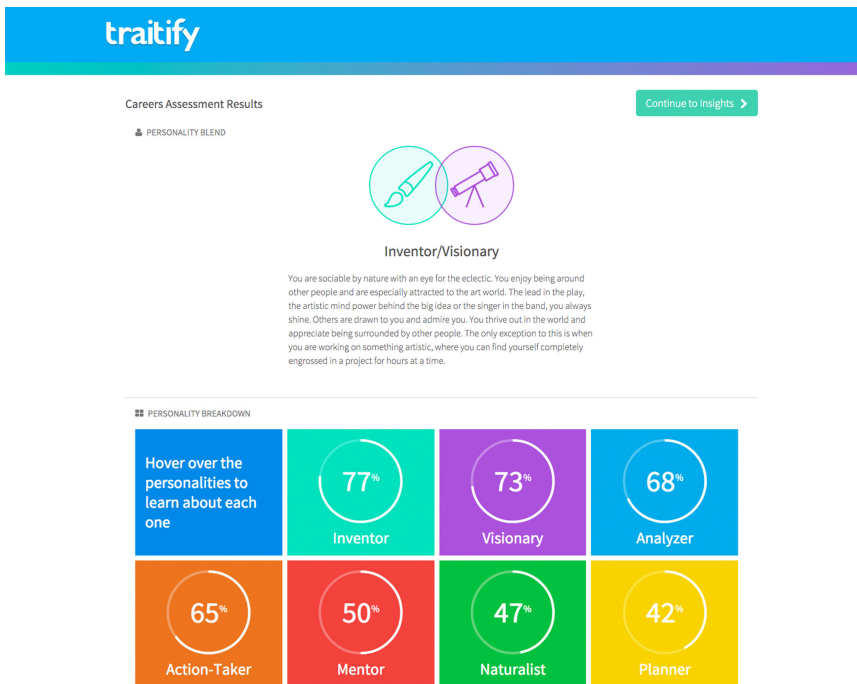 traitify
Careers Assessment Results
Continue to Insights
PERSONALITY BLEND
Inventor/Visionary
You are sociable by nature with an eye for the eclectic. You enjoy being around
other people and are especially attracted to the art world. The lead in the play,
the artistic mind power behind the big idea or the singer in the band, you always
shine. Others are drawn to you and admire you. You thrive out in the world and
appreciate being surrounded by other people. The only exception to this is when
you are working on something artistic, where you can find yourself completely
engrossed in a project for hours at a time.
PERSONALITY BREAKDOWN
Hover over the
personalities to
learn about each
one
77%
Inventor
73%
Visionary
68%
Analyzer
65%
Action-Taker
50%
Mentor
47%
Naturalist
42%
Planner